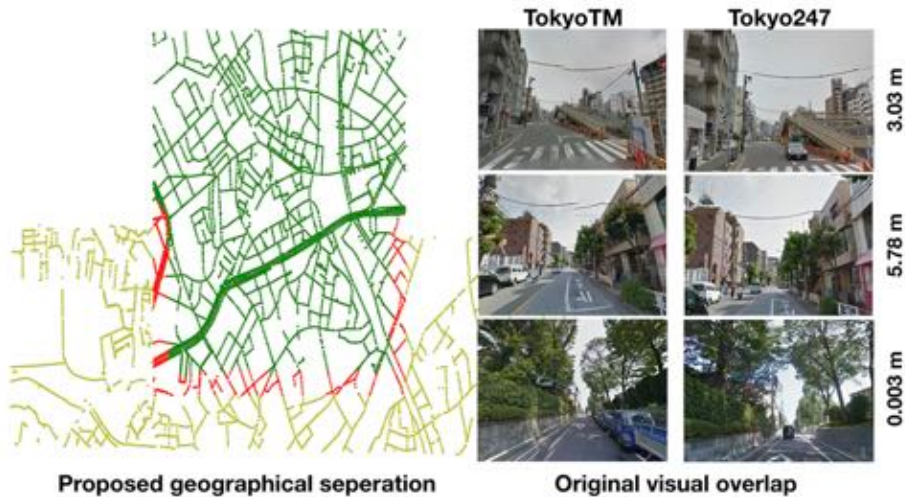 TokyoTM
Tokyo247
3.03 m
5.78 m
0.003 m
Proposed geographical seperation
Original visual overlap